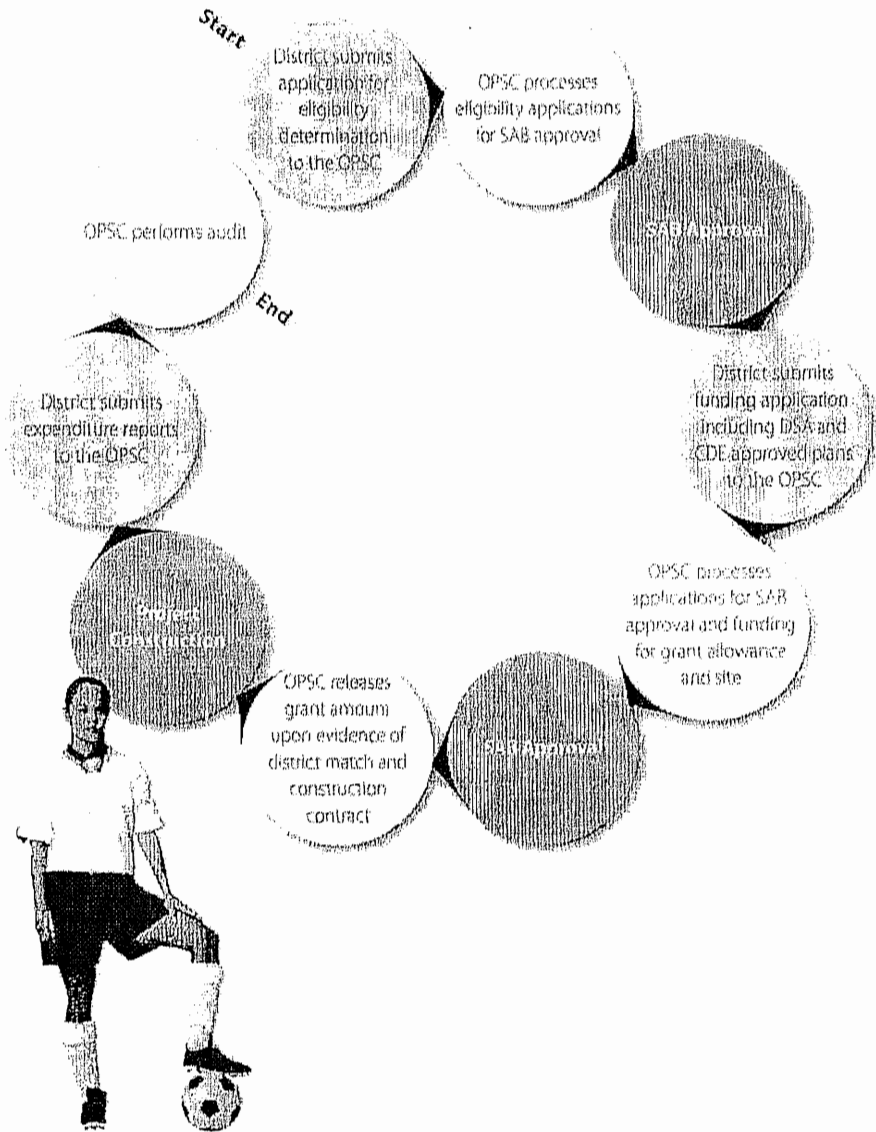 Start
District submits
application for
eligibility
determination
to the OPSC
OPSC processes
eligibility applications
for SAB approval
SAB Approval
District submits
funding application
including DSA and
CDE approved plans
to the OPSC
OPSC processes
applications for SAB
approval and funding
for grant allowance
and site
SAB Approval
OPSC releases
grant amount
upon evidence of
district match and
construction
contract
Project
Construction
District submits
expenditure reports
to the OPSC
OPSC performs audit
End